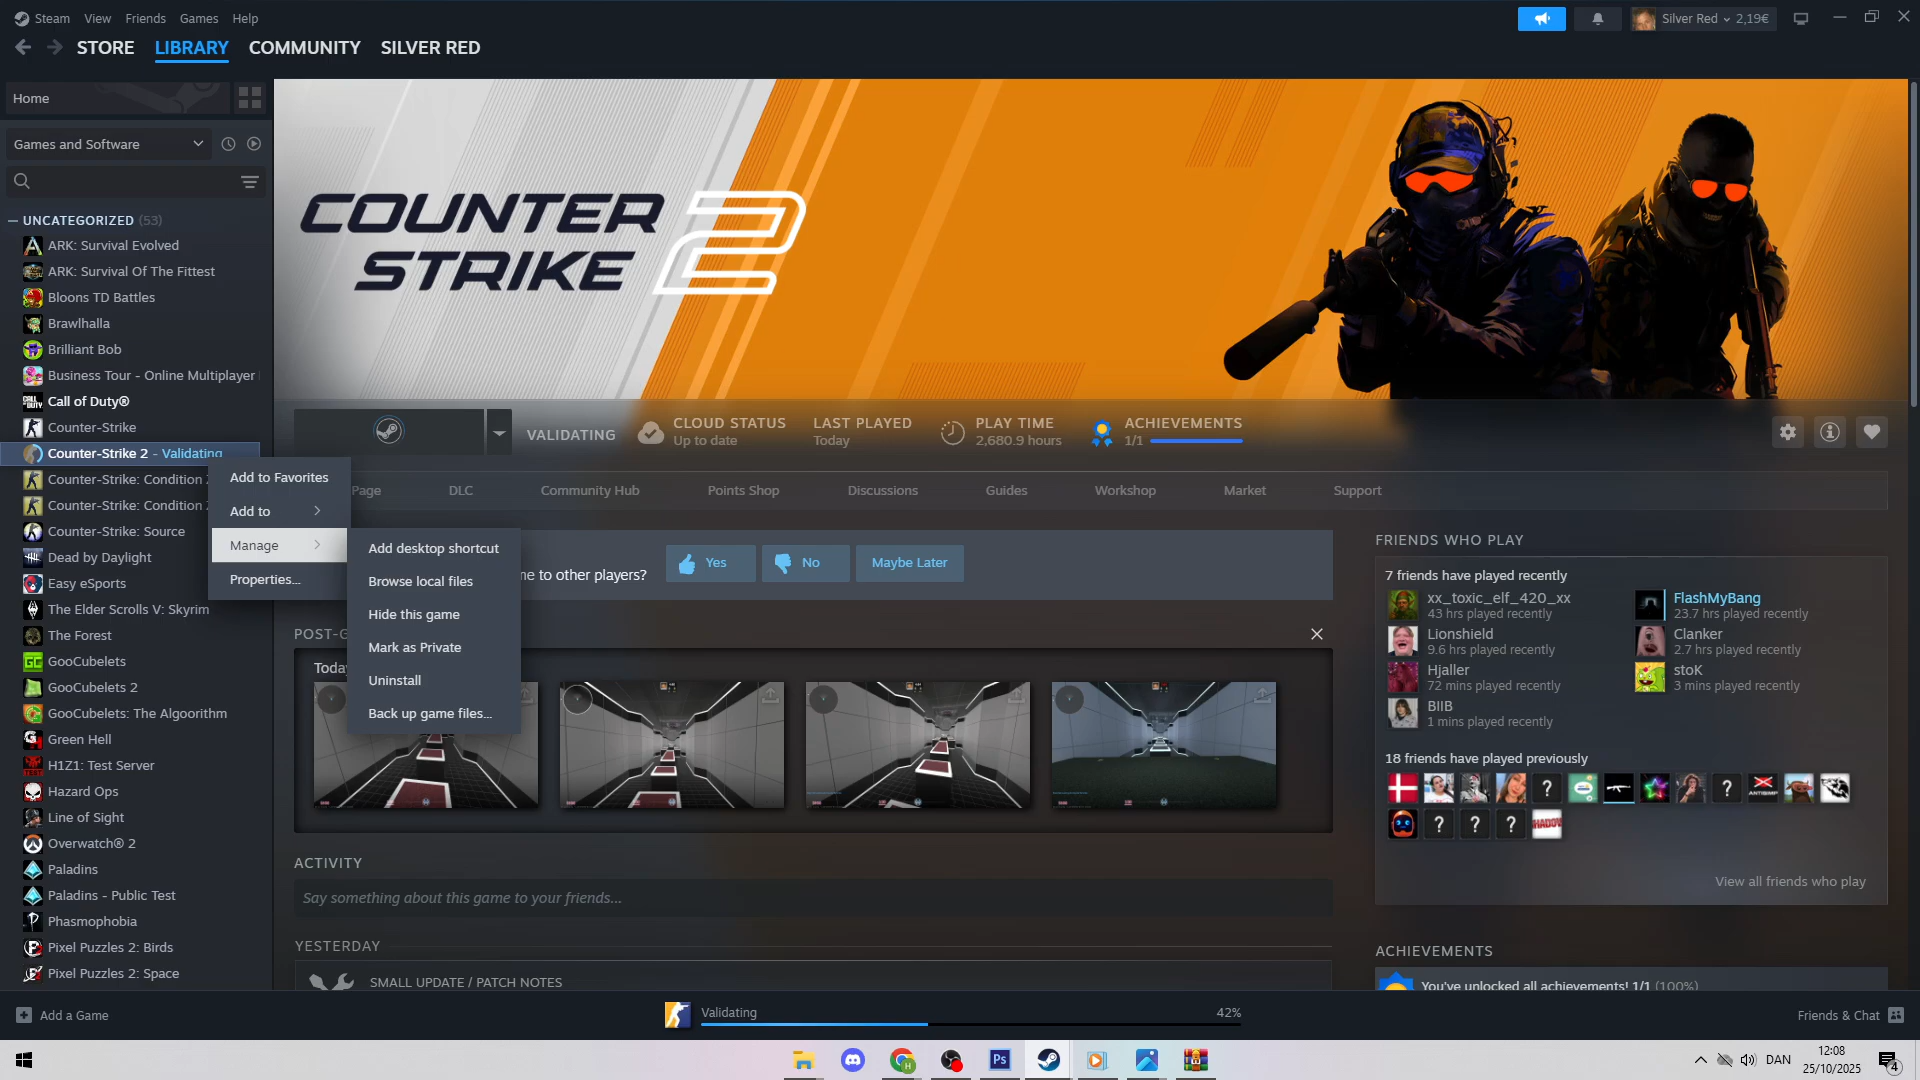 Steam View Friends Games Help
Silver Red 2,19€
STORE LIBRARY COMMUNITY SILVER RED
Home
Games and Software
UNCATEGORIZED (53)
ARK: Survival Evolved
ARK: Survival Of The Fittest
Bloons TD Battles
Brawlhalla
Brilliant Bob
Business Tour - Online Multiplayer
Call of Duty®
Counter-Strike
Counter-Strike 2 - Validating
Counter-Strike: Condition
Counter-Strike: Condition
Counter-Strike: Source
Dead by Daylight
Easy eSports
The Elder Scrolls V: Skyrim
The Forest
GooCubelets
GooCubelets 2
GooCubelets: The Algoorithm
Green Hell
H1Z1: Test Server
Hazard Ops
Line of Sight
Overwatch® 2
Paladins
Paladins - Public Test
Phasmophobia
Pixel Puzzles 2: Birds
Pixel Puzzles 2: Space
Add a Game
COUNTER
STRIKE 2
VALIDATING
CLOUD STATUS
Up to date
LAST PLAYED
Today
PLAY TIME
2,680.9 hours
ACHIEVEMENTS
1/1
Page DLC Community Hub Points Shop Discussions Guides Workshop Market Support
Add to Favorites
Add to
Manage
Properties...
Add desktop shortcut
Browse local files
Hide this game
Mark as Private
Uninstall
Back up game files...
me to other players?
Yes
No
Maybe Later
POST-G
Today
ACTIVITY
Say something about this game to your friends...
YESTERDAY
SMALL UPDATE / PATCH NOTES
FRIENDS WHO PLAY
7 friends have played recently
xx_toxic_elf_420_xx
43 hrs played recently
FlashMyBang
23.7 hrs played recently
Lionshield
9.6 hrs played recently
Clanker
2.7 hrs played recently
Hjaller
72 mins played recently
stoK
3 mins played recently
BIIB
1 mins played recently
18 friends have played previously
View all friends who play
ACHIEVEMENTS
You've unlocked all achievements! 1/1 (100%)
Validating 42%
Friends & Chat
Ps
DAN
12:08
25/10/2025
4